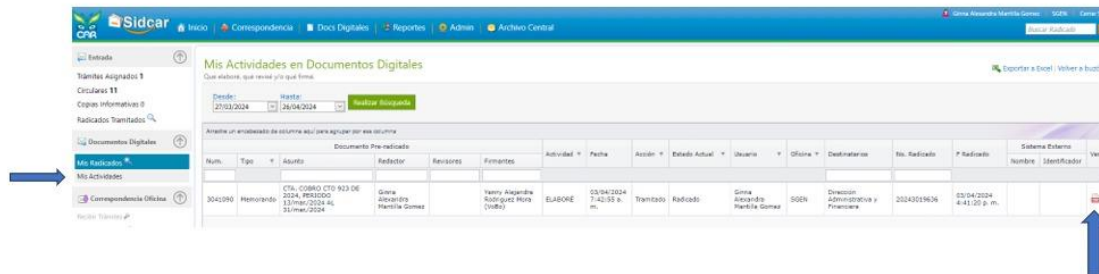 Sidcar
CAR
Inicio
Correspondencia
Docs Digitales
Reportes
Admin
Archivo Central
Ginna Alexandra Mantilla Gomez
SGEN
Buscar Radicado
Entrada
Trámites Asignados 1
Circulares 11
Copias Informativas 0
Radicados Tramitados
Documentos Digitales
Mis Radicados
Mis Actividades
Correspondencia Oficina
Mis Actividades en Documentos Digitales
Que elaboré, que revisé y/o qué firmé.
Exportar a Excel
Desde:
27/03/2024
Hasta:
26/04/2024
Realizar Búsqueda
Arrastre un encabezado de columna aquí para agrupar por esa columna
Documento Pre-radicado
Num.
Tipo
Asunto
Redactor
Revisores
Firmantes
Actividad
Fecha
Acción
Estado Actual
Usuario
Oficina
Destinatarios
No. Radicado
F Radicado
Sistema Externo
Nombre
Identificador
3041090
Memorando
CTA. COBRO CTO 923 DE
2024, PERIODO
13/mar./2024 AL
31/mar./2024
Ginna
Alexandra
Mantilla Gomez
Yenny Alejandra
Rodriguez Mora
(VoBo)
ELABORÉ
03/04/2024
7:42:55 a.
m.
Tramitado
Radicado
Ginna
Alexandra
Mantilla Gomez
SGEN
Dirección
Administrativa y
Financiera
20243019636
03/04/2024
4:41:20 p. m.